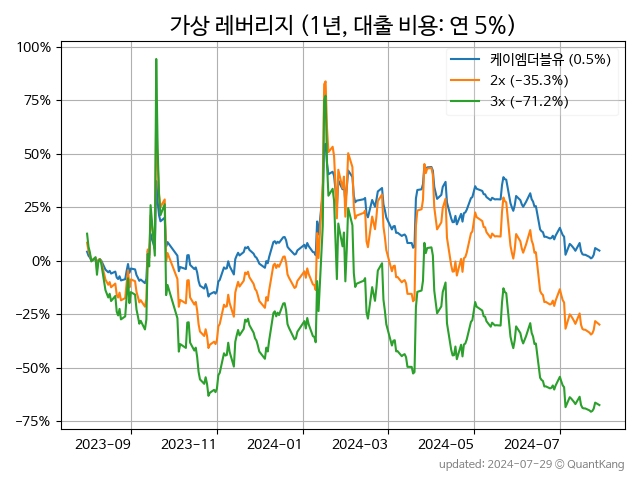 가상 레버리지 (1년, 대출 비용: 연 5%)
100%
75%
50%
25%
0%
−25%
−50%
−75%
케이엠더블유 (0.5%)
2x (−35.3%)
3x (−71.2%)
2023-09 2023-11 2024-01 2024-03 2024-05 2024-07
updated: 2024-07-29 © QuantKang